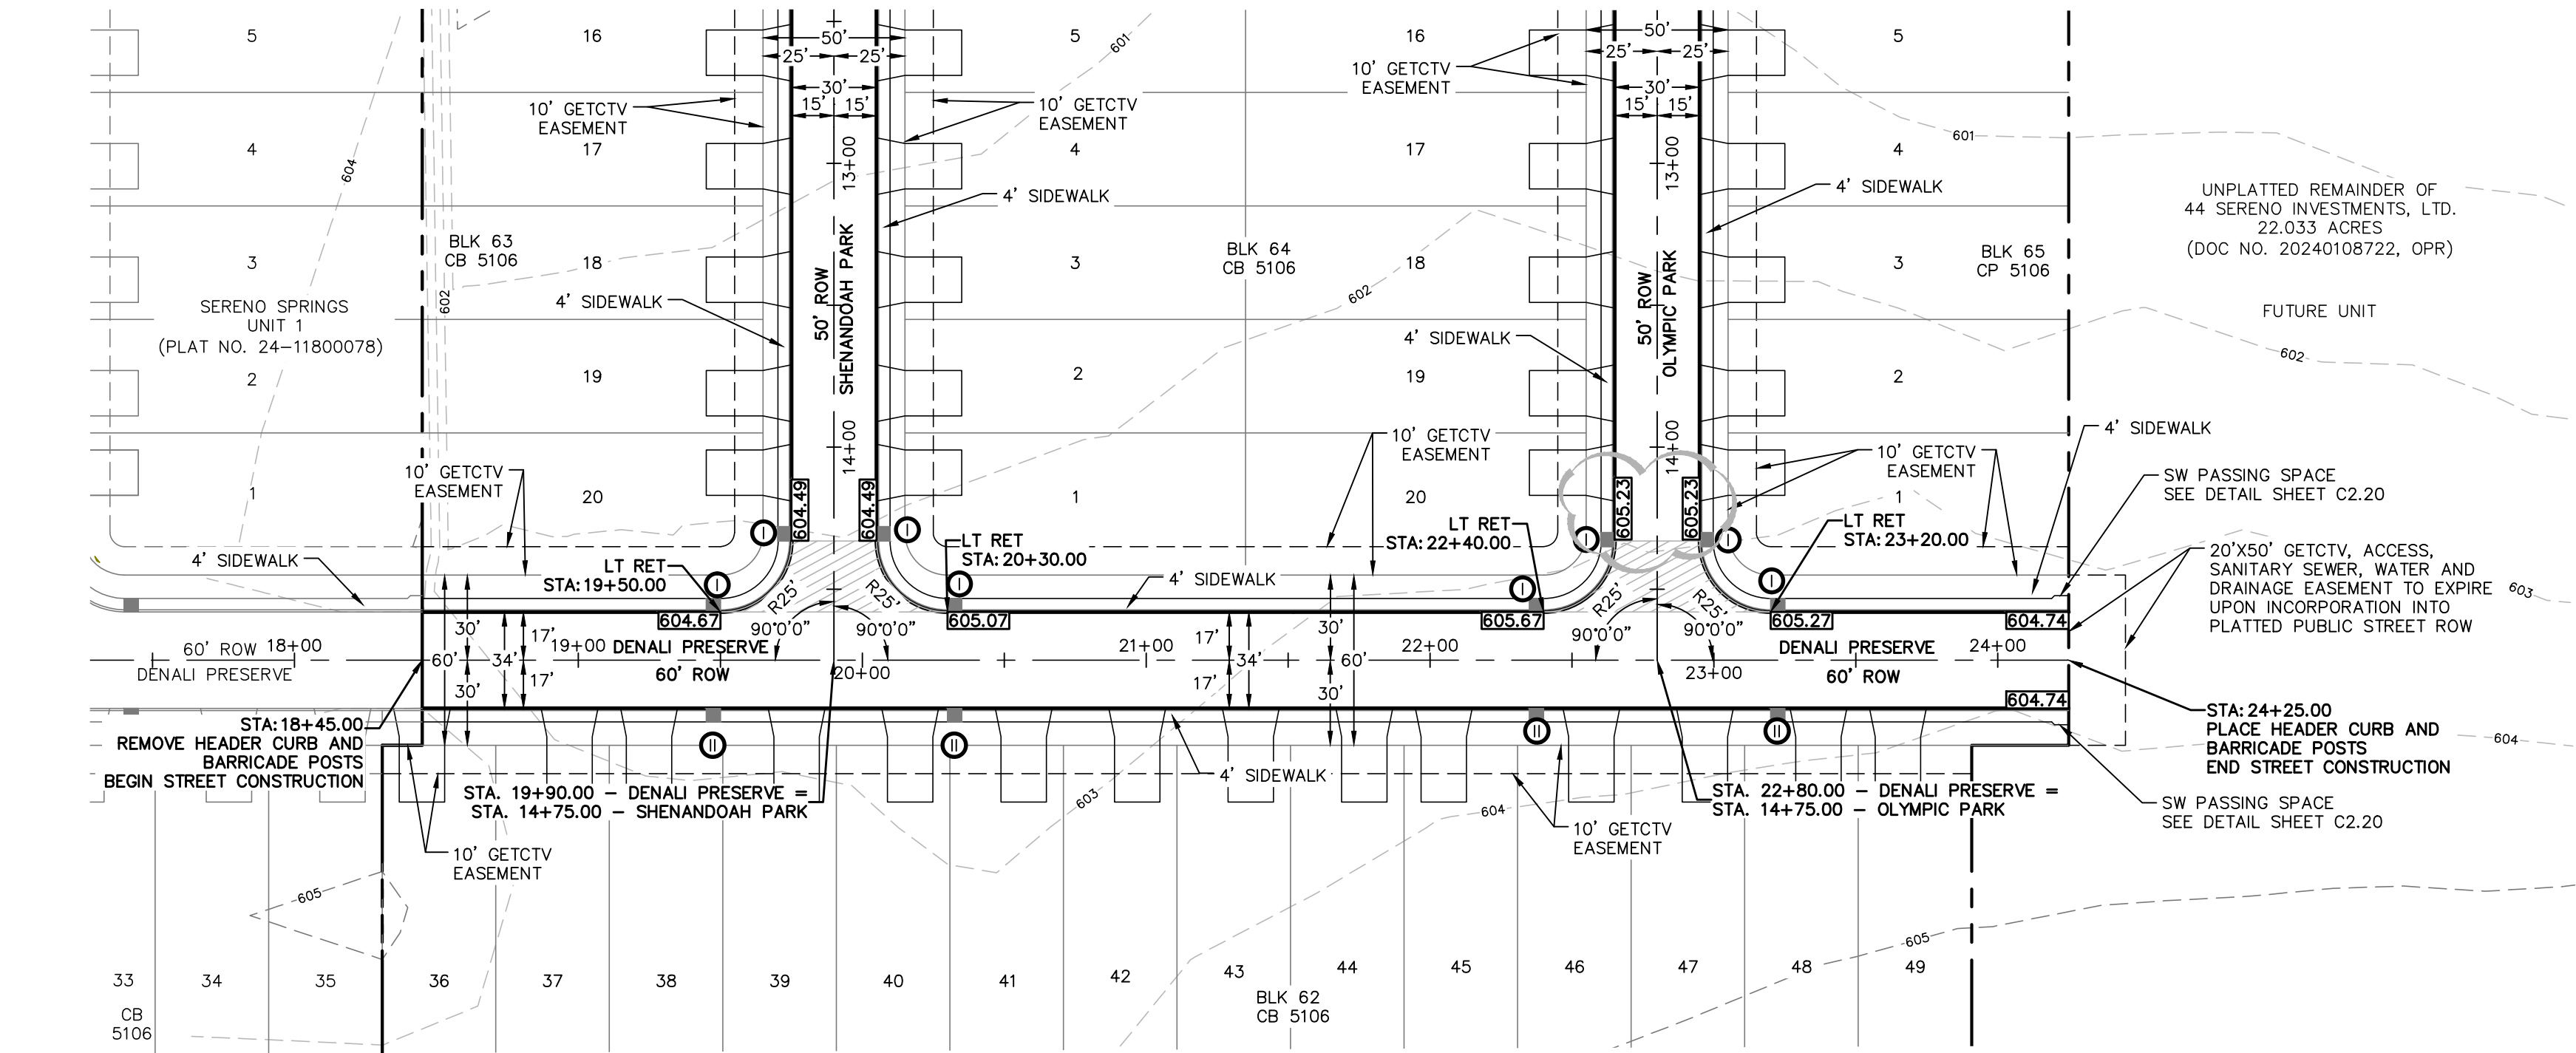 5
16
50'
25'
25'
30'
15'
15'
10' GETCTV
EASEMENT
10' GETCTV
EASEMENT
5
601
16
10' GETCTV
EASEMENT
50'
25'
25'
30'
15'
15'
5
601
4
604
17
13+00
4
17
13+00
4
4' SIDEWALK
4' SIDEWALK
UNPLATTED REMAINDER OF
44 SERENO INVESTMENTS, LTD.
22.033 ACRES
(DOC NO. 20240108722, OPR)
FUTURE UNIT
3
BLK 63
CB 5106
18
50' ROW
SHENANDOAH PARK
3
BLK 64
CB 5106
18
50' ROW
OLYMPIC PARK
3
BLK 65
CP 5106
SERENO SPRINGS
UNIT 1
(PLAT NO. 24-11800078)
602
4' SIDEWALK
602
4' SIDEWALK
602
2
19
2
19
2
14+00
14+00
10' GETCTV
EASEMENT
10' GETCTV
EASEMENT
10' GETCTV
EASEMENT
4' SIDEWALK
SW PASSING SPACE
SEE DETAIL SHEET C2.20
1
20
604.49
604.49
1
20
605.23
605.23
1
I
I
I
I
LT RET
STA:20+30.00
LT RET
STA:22+40.00
LT RET
STA:23+20.00
4' SIDEWALK
LT RET
STA:19+50.00
I
I
4' SIDEWALK
I
I
20'X50' GETCTV, ACCESS,
SANITARY SEWER, WATER AND
DRAINAGE EASEMENT TO EXPIRE
UPON INCORPORATION INTO
PLATTED PUBLIC STREET ROW
603
R25'
R25'
R25'
R25'
604.67
605.07
605.67
605.27
604.74
90°0'0"
90°0'0"
90°0'0"
90°0'0"
60' ROW
18+00
DENALI PRESERVE
30'
60'
30'
17'
34'
17'
19+00
DENALI PRESERVE
60' ROW
20+00
21+00
17'
34'
17'
30'
60'
30'
22+00
23+00
DENALI PRESERVE
60' ROW
24+00
604.74
STA:18+45.00
REMOVE HEADER CURB AND
BARRICADE POSTS
BEGIN STREET CONSTRUCTION
II
II
II
II
STA:24+25.00
PLACE HEADER CURB AND
BARRICADE POSTS
END STREET CONSTRUCTION
604
4' SIDEWALK
STA. 19+90.00 - DENALI PRESERVE =
STA. 14+75.00 - SHENANDOAH PARK
603
604
STA. 22+80.00 - DENALI PRESERVE =
STA. 14+75.00 - OLYMPIC PARK
SW PASSING SPACE
SEE DETAIL SHEET C2.20
10' GETCTV
EASEMENT
10' GETCTV
EASEMENT
605
605
33
34
35
36
37
38
39
40
41
42
43
44
45
46
47
48
49
CB
5106
BLK 62
CB 5106